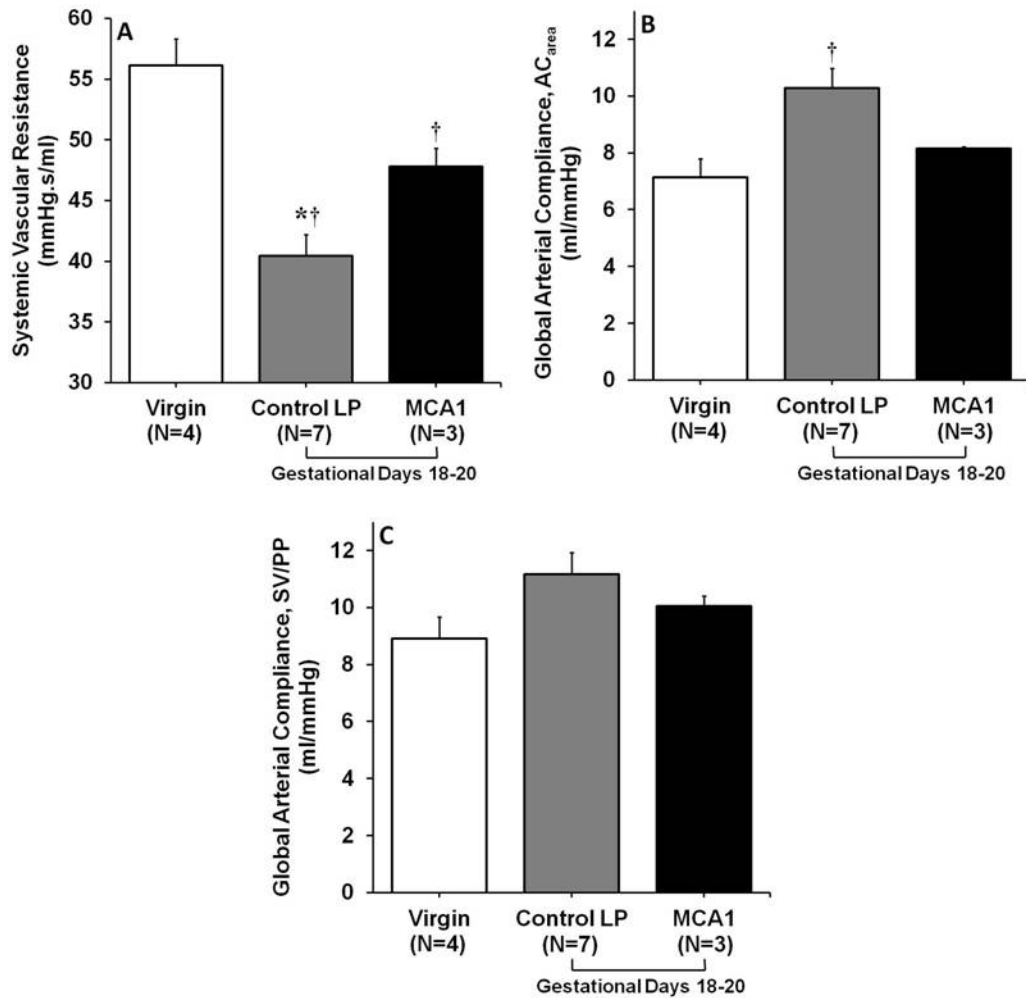 A
Systemic Vascular Resistance
(mmHg.s/ml)
60
55
50
45
40
35
30
*†
†
Virgin
(N=4)
Control LP
(N=7)
MCA1
(N=3)
Gestational Days 18-20
B
Global Arterial Compliance, ACarea
(ml/mmHg)
12
10
8
6
4
2
0
†
Virgin
(N=4)
Control LP
(N=7)
MCA1
(N=3)
Gestational Days 18-20
C
Global Arterial Compliance, SV/PP
(ml/mmHg)
12
10
8
6
4
2
0
Virgin
(N=4)
Control LP
(N=7)
MCA1
(N=3)
Gestational Days 18-20